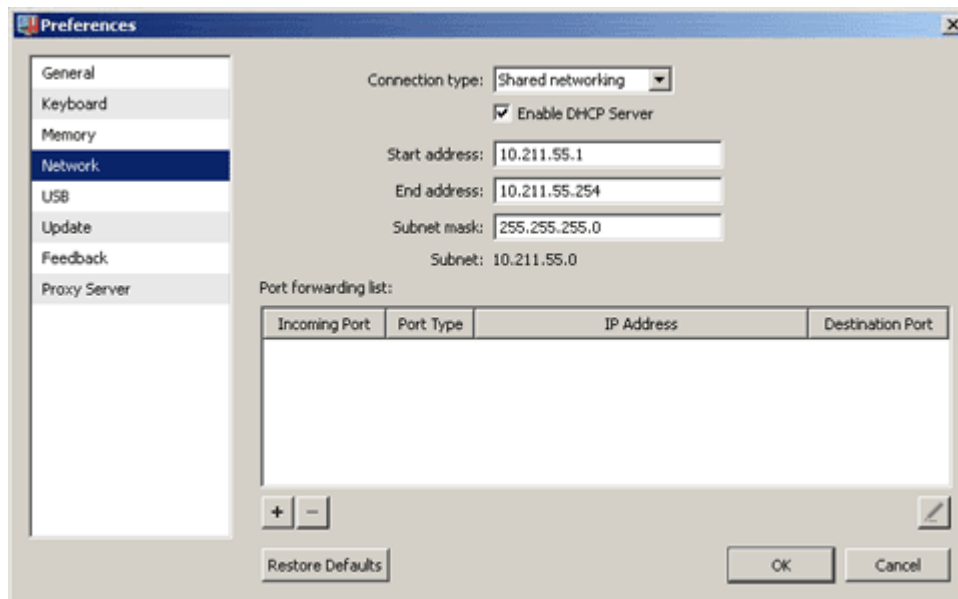 Preferences
General
Keyboard
Memory
Network
USB
Update
Feedback
Proxy Server
Connection type: Shared networking
Enable DHCP Server
Start address: 10.211.55.1
End address: 10.211.55.254
Subnet mask: 255.255.255.0
Subnet: 10.211.55.0
Port forwarding list:
Incoming Port Port Type IP Address Destination Port
+ −
Restore Defaults OK Cancel